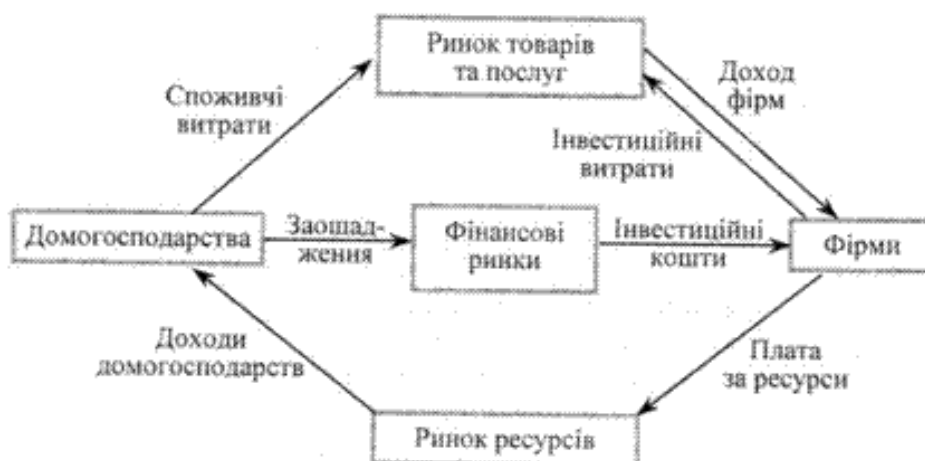 Ринок товарів
та послуг
Споживчі
витрати
Доход
фірм
Інвестиційні
витрати
Домогосподарства
Заощад-
ження
Фінансові
ринки
Інвестиційні
кошти
Фірми
Доходи
домогосподарств
Плата
за ресурси
Ринок ресурсів